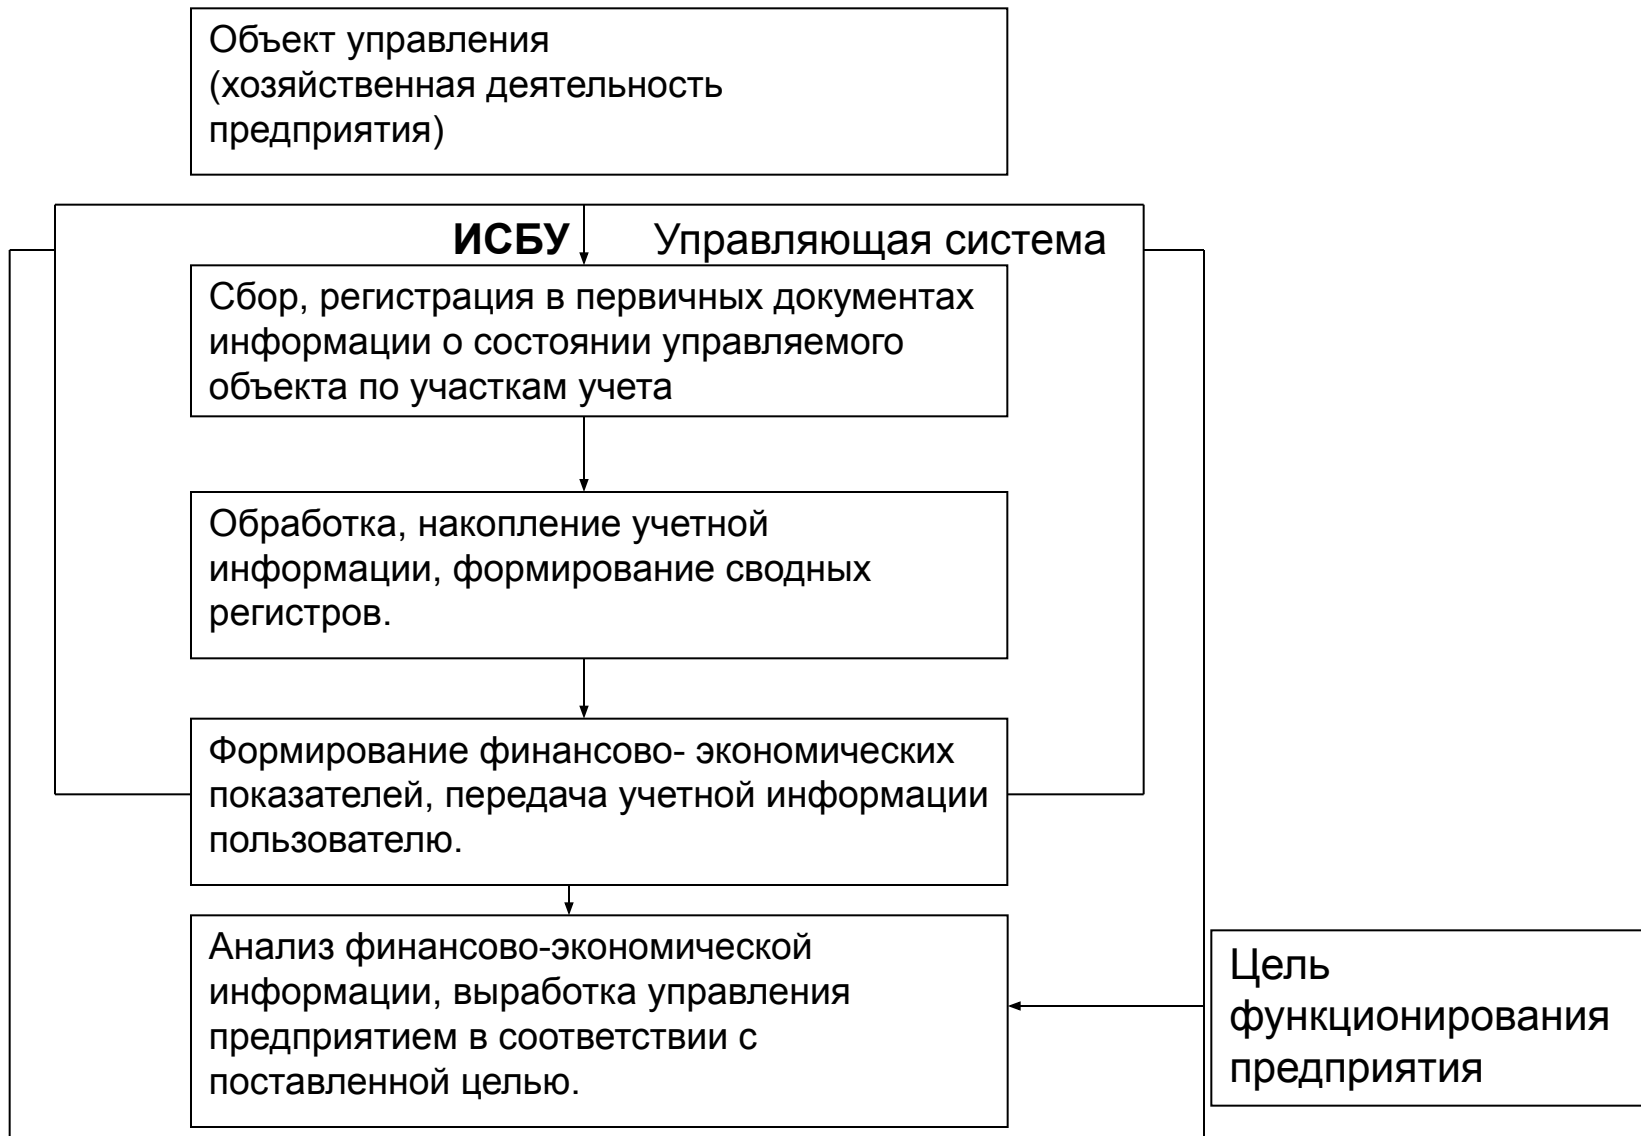 Объект управления
(хозяйственная деятельность
предприятия)
ИСБУ Управляющая система
Сбор, регистрация в первичных документах
информации о состоянии управляемого
объекта по участкам учета
Обработка, накопление учетной
информации, формирование сводных
регистров.
Формирование финансово- экономических
показателей, передача учетной информации
пользователю.
Анализ финансово-экономической
информации, выработка управления
предприятием в соответствии с
поставленной целью.
Цель
функционирования
предприятия